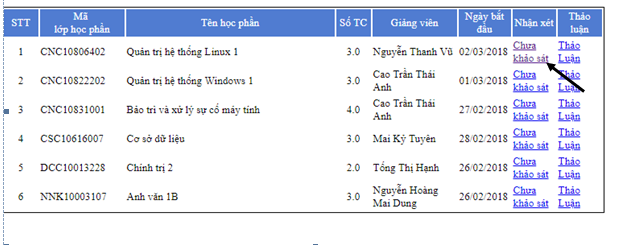 STT Mã lớp học phần Tên học phần Số TC Giảng viên Ngày bắt đầu Nhận xét Thảo luận
1 CNC10806402 Quản trị hệ thống Linux 1 3.0 Nguyễn Thanh Vũ 02/03/2018 Chưa khảo sát Thảo Luận
2 CNC10822202 Quản trị hệ thống Windows 1 3.0 Cao Trần Thái Anh 01/03/2018 Chưa khảo sát Thảo Luận
3 CNC10831001 Bảo trì và xử lý sự cố máy tính 4.0 Cao Trần Thái Anh 27/02/2018 Chưa khảo sát Thảo Luận
4 CSC10616007 Cơ sở dữ liệu 3.0 Mai Kỷ Tuyên 28/02/2018 Chưa khảo sát Thảo Luận
5 DCC10013228 Chính trị 2 2.0 Tống Thị Hạnh 26/02/2018 Chưa khảo sát Thảo Luận
6 NNK10003107 Anh văn 1B 3.0 Nguyễn Hoàng Mai Dung 26/02/2018 Chưa khảo sát Thảo Luận